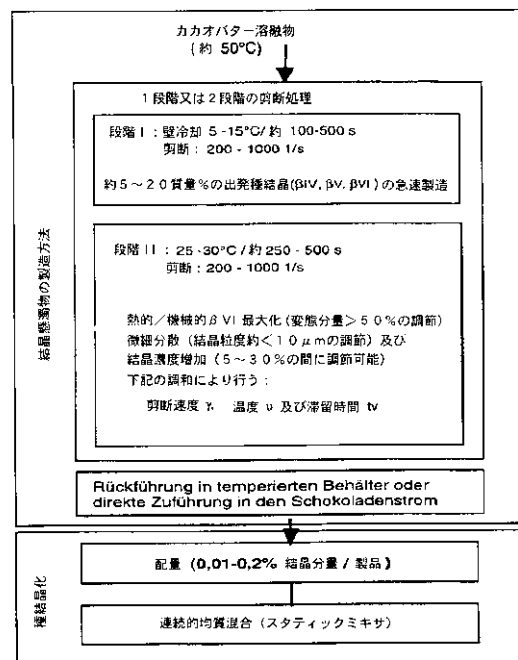 カカオバター溶融物
(約 50°C)
1段階又は2段階の剪断処理
段階 I : 壁冷却 5 -15°C/ 約 100-500 s
剪断 : 200 - 1000 1/s
約5～20質量%の出発種結晶(βIV, βV, βVI)の急速製造
段階 II : 25-30°C / 約 250 - 500 s
剪断 : 200 - 1000 1/s
熱的/機械的βVI 最大化 (変態分量>50%の調節)
微細分散 (結晶粒度約<10μmの調節) 及び
結晶濃度増加 (5～30%の間に調節可能)
下記の調和により行う :
剪断速度 γ, 温度 υ 及び滞留時間 tv
結晶懸濁物の製造方法
Rückführung in temperierten Behälter oder
direkte Zuführung in den Schokoladenstrom
配量 (0,01-0,2% 結晶分量 / 製品)
連続的均質混合 (スタティックミキサ)
種結晶化